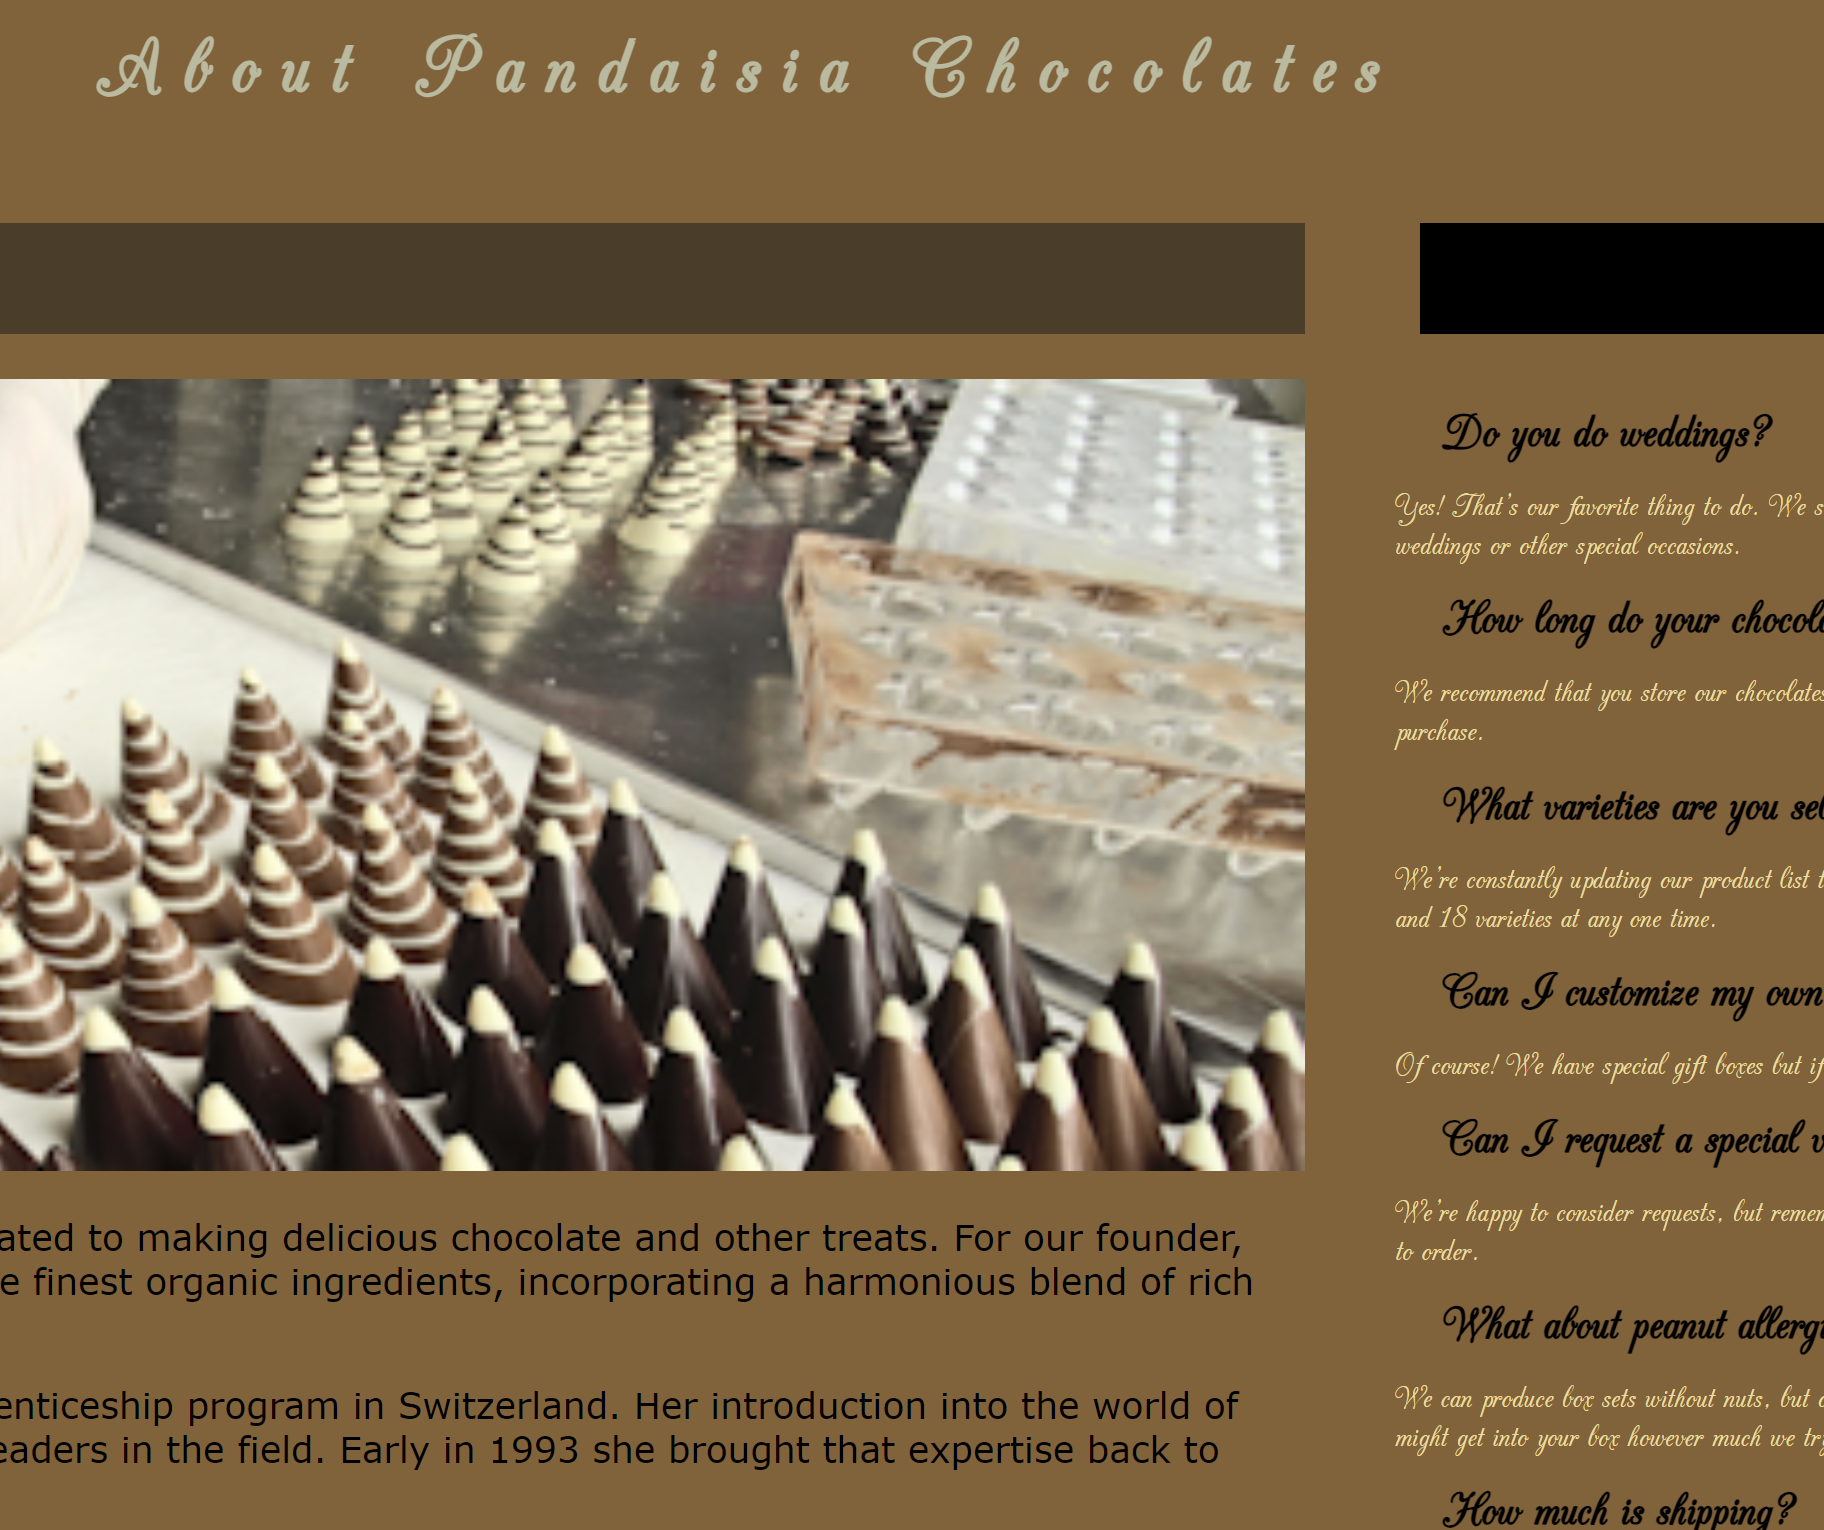 About Pandaisia Chocolates
ated to making delicious chocolate and other treats. For our founder,
e finest organic ingredients, incorporating a harmonious blend of rich
enticeship program in Switzerland. Her introduction into the world of
eaders in the field. Early in 1993 she brought that expertise back to
Do you do weddings?
Yes! That's our favorite thing to do. We s
weddings or other special occasions.
How long do your chocol
We recommend that you store our chocolates
purchase.
What varieties are you sel
We're constantly updating our product list t
and 18 varieties at any one time.
Can I customize my own
Of course! We have special gift boxes but if
Can I request a special v
We're happy to consider requests, but remem
to order.
What about peanut allergi
We can produce box sets without nuts, but
might get into your box however much we try
How much is shipping?